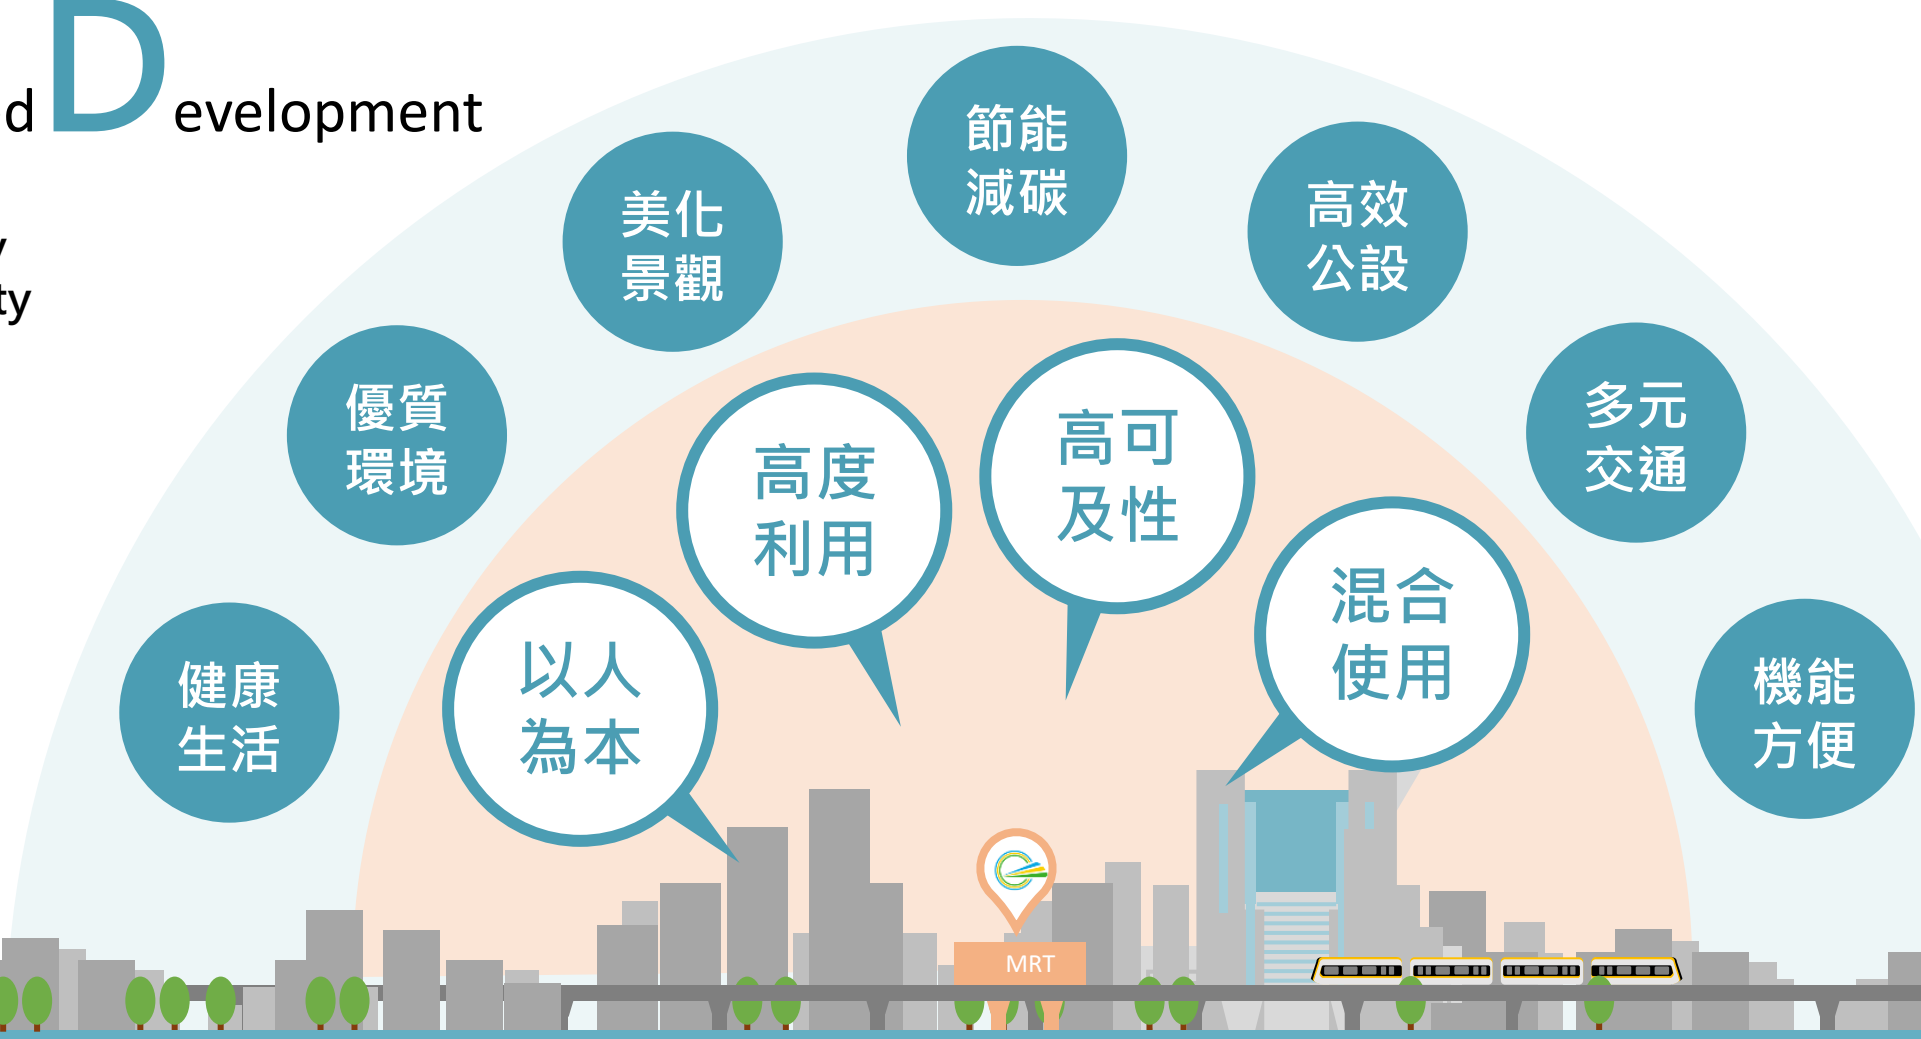 d Development
ty
節能
減碳
美化
景觀
高效
公設
優質
環境
多元
交通
高可
及性
高度
利用
混合
使用
以人
為本
健康
生活
機能
方便
MRT